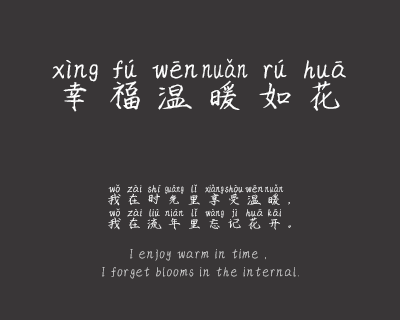 xìng fú wēnnuǎn rú huā
幸福温暖如花
wǒ zài shí guāng lǐ xiǎngshòu wēnnuǎn
我在时光里享受温暖，
wǒ zài liú nián lǐ wàng jì huā kāi
我在流年里忘记花开。
I enjoy warm in time ,
I forget blooms in the internal.